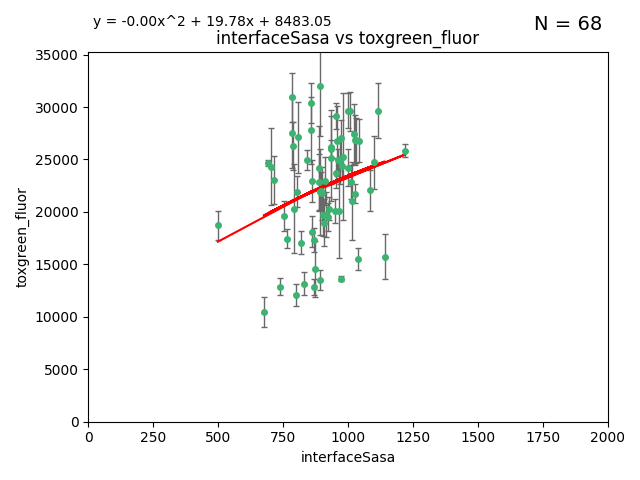 y = -0.00x^2 + 19.78x + 8483.05
N = 68
interfaceSasa vs toxgreen_fluor
35000
30000
25000
20000
15000
10000
5000
0
toxgreen_fluor
0 250 500 750 1000 1250 1500 1750 2000
interfaceSasa